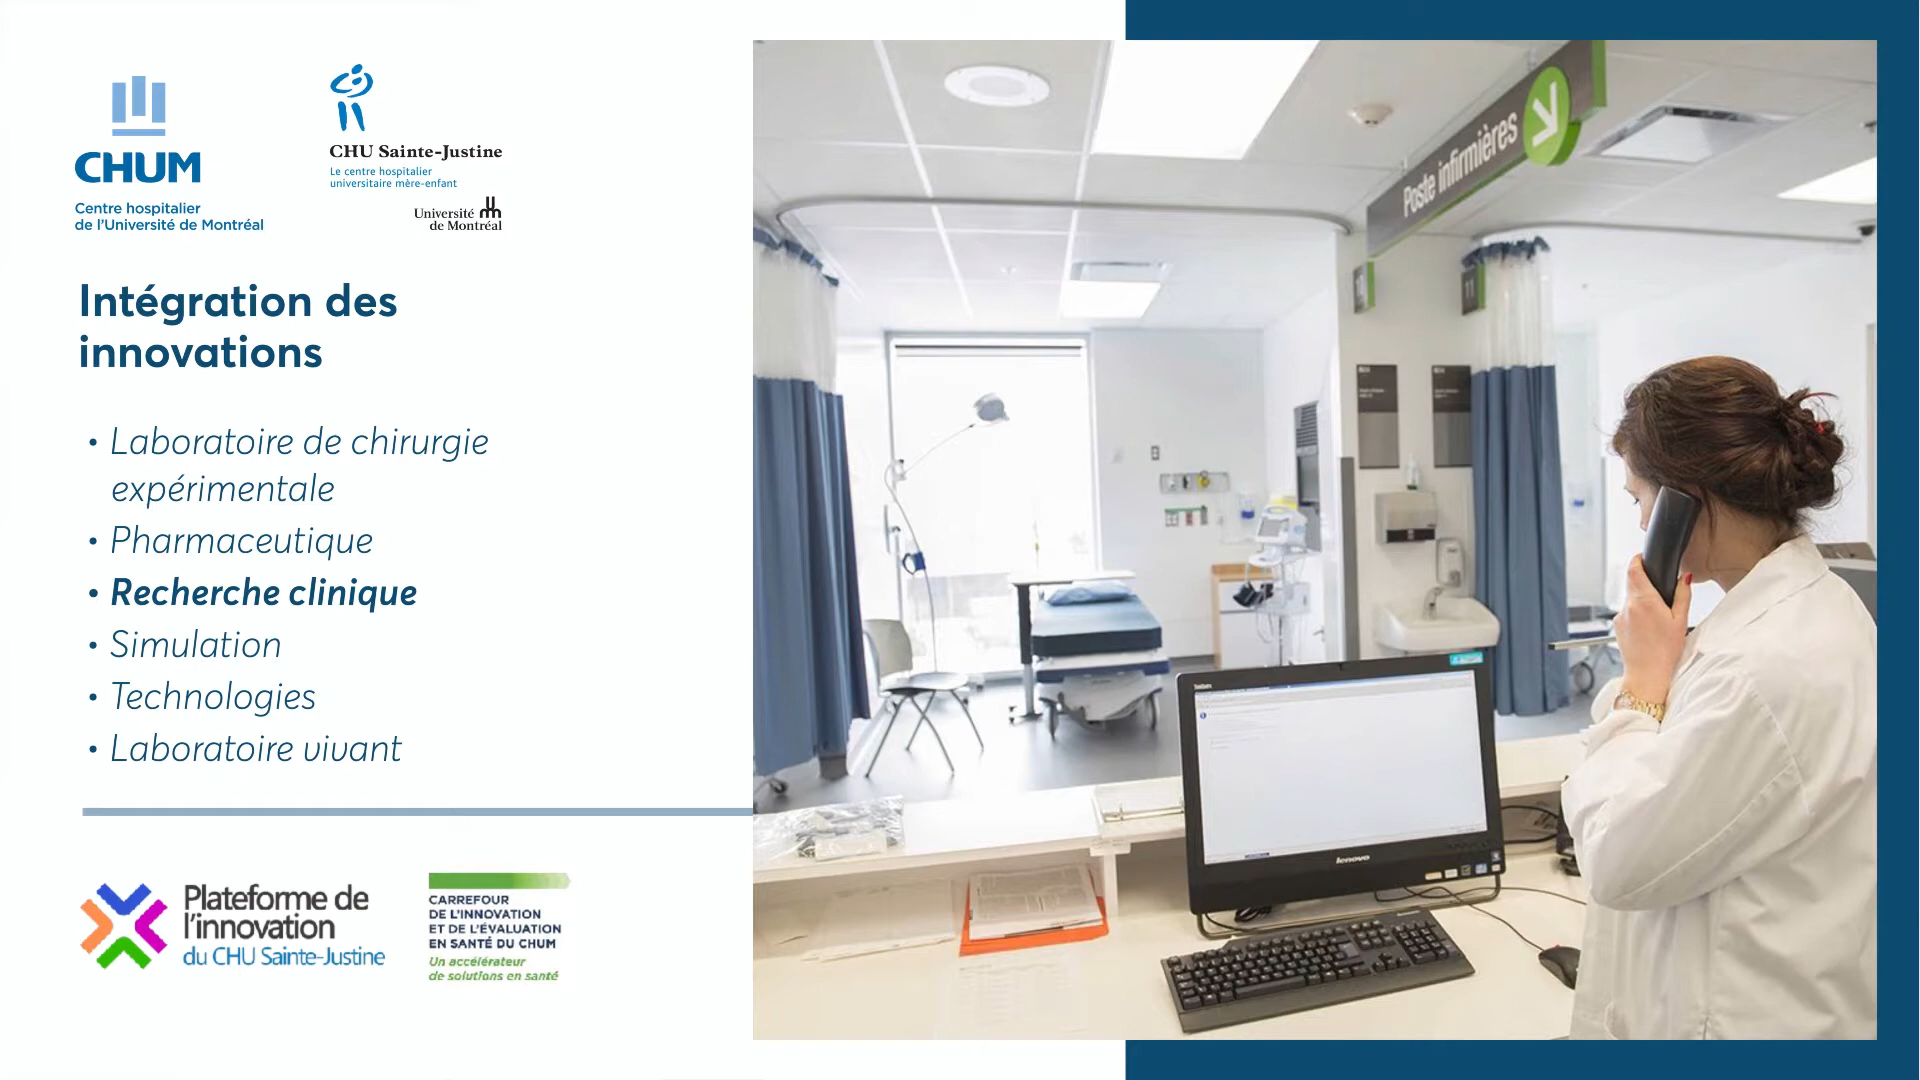 CHUM
Centre hospitalier
de l'Université de Montréal
CHU Sainte-Justine
Le centre hospitalier
universitaire mère-enfant
Université
de Montréal
Intégration des
innovations
• Laboratoire de chirurgie
expérimentale
• Pharmaceutique
• Recherche clinique
• Simulation
• Technologies
• Laboratoire vivant
Plateforme de
l'innovation
du CHU Sainte-Justine
CARREFOUR
DE L'INNOVATION
ET DE L'ÉVALUATION
EN SANTÉ DU CHUM
Un accélérateur
de solutions en santé
Poste infirmières
11
lenovo